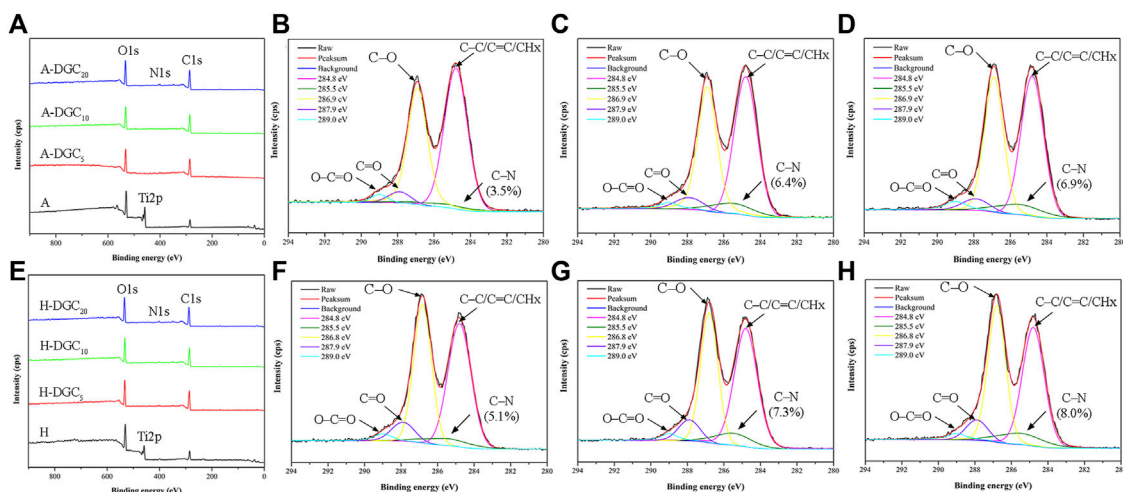 A
O1s
N1s
C1s
A-DGC20
A-DGC10
A-DGC5
A
Ti2p
800 600 400 200 0
Binding energy (eV)
Intensity (cps)
B
Raw
Peaksum
Background
284.8 eV
285.5 eV
286.9 eV
287.9 eV
289.0 eV
C–O
C–C/C=C/CHx
C=O
O–C=O
C–N
(3.5%)
294 292 290 288 286 284 282 280
Binding energy (eV)
Intensity (cps)
C
Raw
Peaksum
Background
284.8 eV
285.5 eV
286.9 eV
287.9 eV
289.0 eV
C–O
C–C/C=C/CHx
C=O
O–C=O
C–N
(6.4%)
294 292 290 288 286 284 282 280
Binding energy (eV)
Intensity (cps)
D
Raw
Peaksum
Background
284.8 eV
285.5 eV
286.9 eV
287.9 eV
289.0 eV
C–O
C–C/C=C/CHx
C=O
O–C=O
C–N
(6.9%)
294 292 290 288 286 284 282 280
Binding energy (eV)
Intensity (cps)
E
O1s
N1s
C1s
H-DGC20
H-DGC10
H-DGC5
H
Ti2p
800 600 400 200 0
Binding energy (eV)
Intensity (cps)
F
Raw
Peaksum
Background
284.8 eV
285.5 eV
286.8 eV
287.9 eV
289.0 eV
C–O
C–C/C=C/CHx
C=O
O–C=O
C–N
(5.1%)
294 292 290 288 286 284 282 280
Binding energy (eV)
Intensity (cps)
G
Raw
Peaksum
Background
284.8 eV
285.5 eV
286.8 eV
287.9 eV
289.0 eV
C–O
C–C/C=C/CHx
C=O
O–C=O
C–N
(7.3%)
294 292 290 288 286 284 282 280
Binding energy (eV)
Intensity (cps)
H
Raw
Peaksum
Background
284.8 eV
285.5 eV
286.8 eV
287.9 eV
289.0 eV
C–O
C–C/C=C/CHx
C=O
O–C=O
C–N
(8.0%)
294 292 290 288 286 284 282 280
Binding energy (eV)
Intensity (cps)